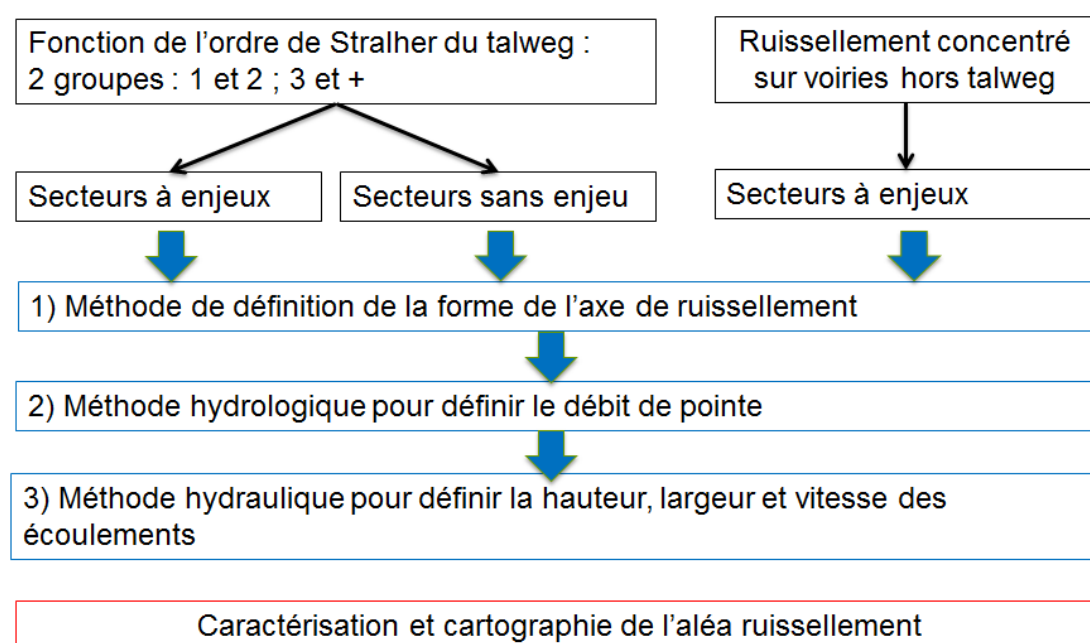 Fonction de l'ordre de Stralher du talweg :
2 groupes : 1 et 2 ; 3 et +
Ruissellement concentré
sur voiries hors talweg
Secteurs à enjeux
Secteurs sans enjeu
Secteurs à enjeux
1) Méthode de définition de la forme de l'axe de ruissellement
2) Méthode hydrologique pour définir le débit de pointe
3) Méthode hydraulique pour définir la hauteur, largeur et vitesse des
écoulements
Caractérisation et cartographie de l'aléa ruissellement